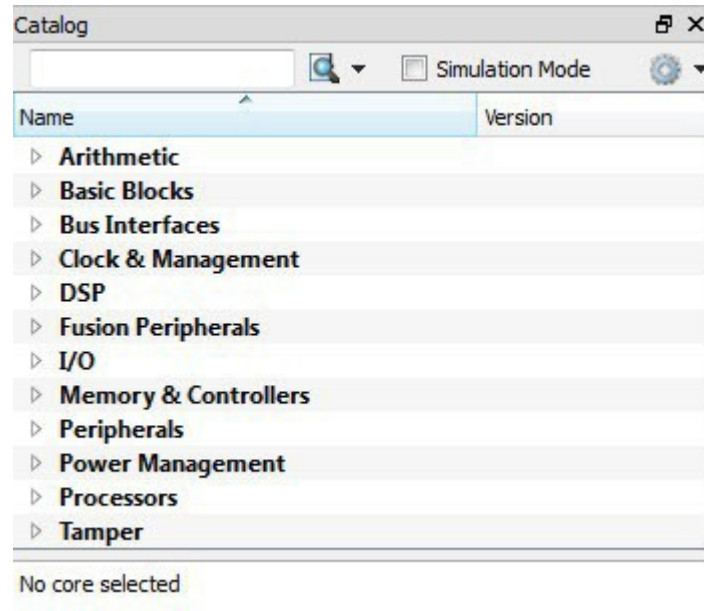 Catalog
Simulation Mode
Name Version
Arithmetic
Basic Blocks
Bus Interfaces
Clock & Management
DSP
Fusion Peripherals
I/O
Memory & Controllers
Peripherals
Power Management
Processors
Tamper
No core selected